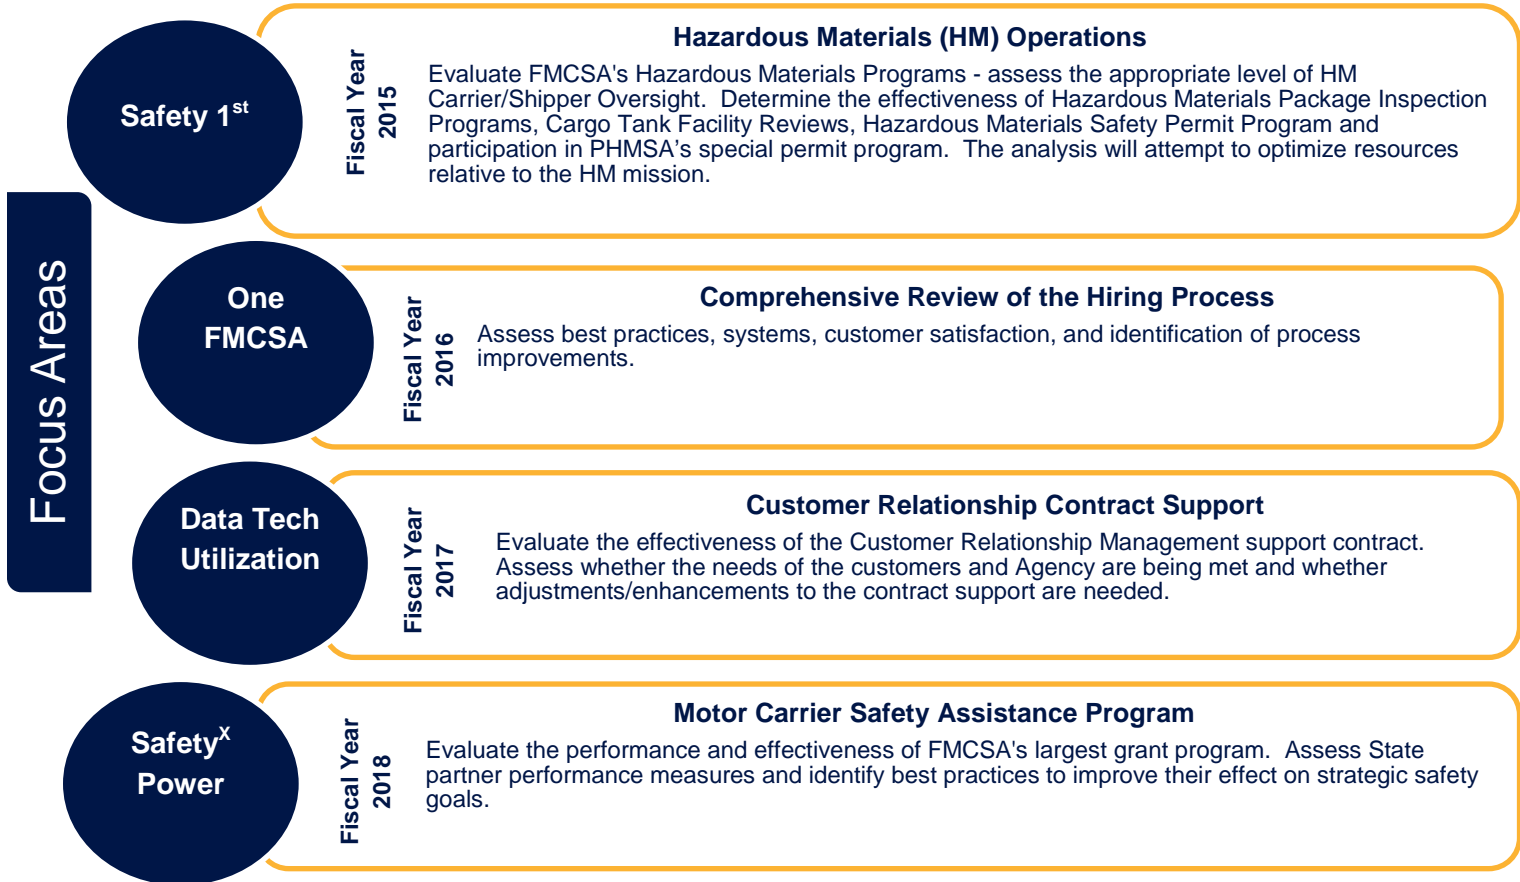 Focus Areas
Safety 1st
Fiscal Year
2015
Hazardous Materials (HM) Operations
Evaluate FMCSA's Hazardous Materials Programs - assess the appropriate level of HM
Carrier/Shipper Oversight.  Determine the effectiveness of Hazardous Materials Package Inspection
Programs, Cargo Tank Facility Reviews, Hazardous Materials Safety Permit Program and
participation in PHMSA’s special permit program.  The analysis will attempt to optimize resources
relative to the HM mission.
One
FMCSA
Fiscal Year
2016
Comprehensive Review of the Hiring Process
Assess best practices, systems, customer satisfaction, and identification of process
improvements.
Data Tech
Utilization
Fiscal Year
2017
Customer Relationship Contract Support
Evaluate the effectiveness of the Customer Relationship Management support contract.
Assess whether the needs of the customers and Agency are being met and whether
adjustments/enhancements to the contract support are needed.
SafetyX
Power
Fiscal Year
2018
Motor Carrier Safety Assistance Program
Evaluate the performance and effectiveness of FMCSA's largest grant program.  Assess State
partner performance measures and identify best practices to improve their effect on strategic safety
goals.